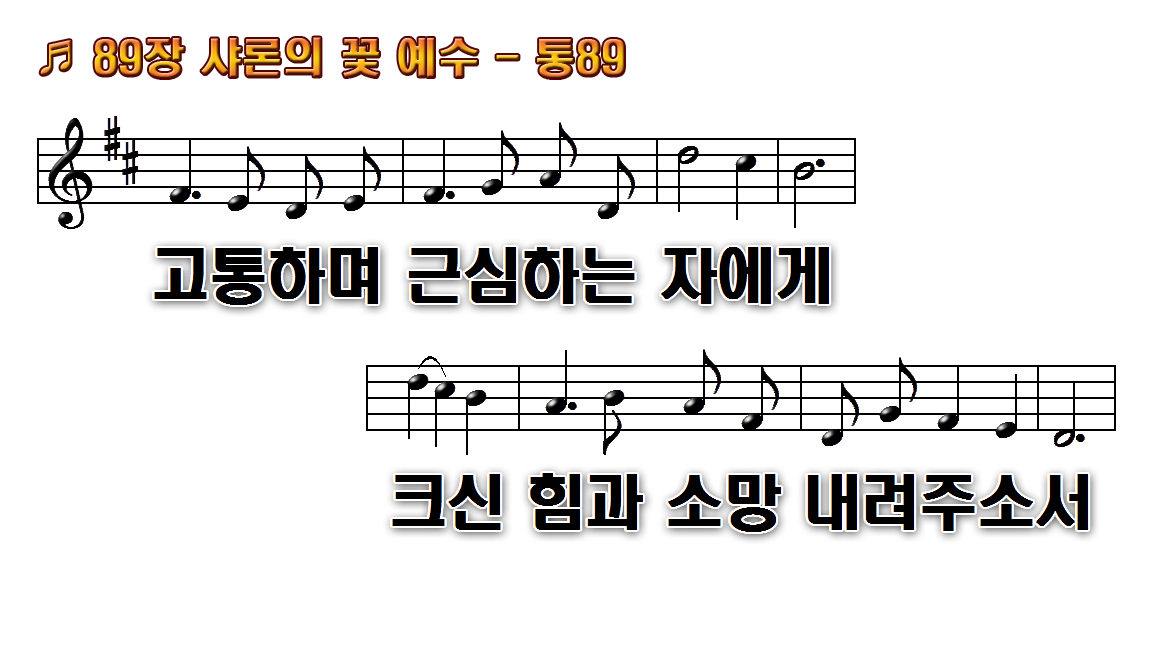 ♬ 89장 샤론의 꽃 예수 - 통89
고통하며 근심하는 자에게
크신 힘과 소망 내려주소서